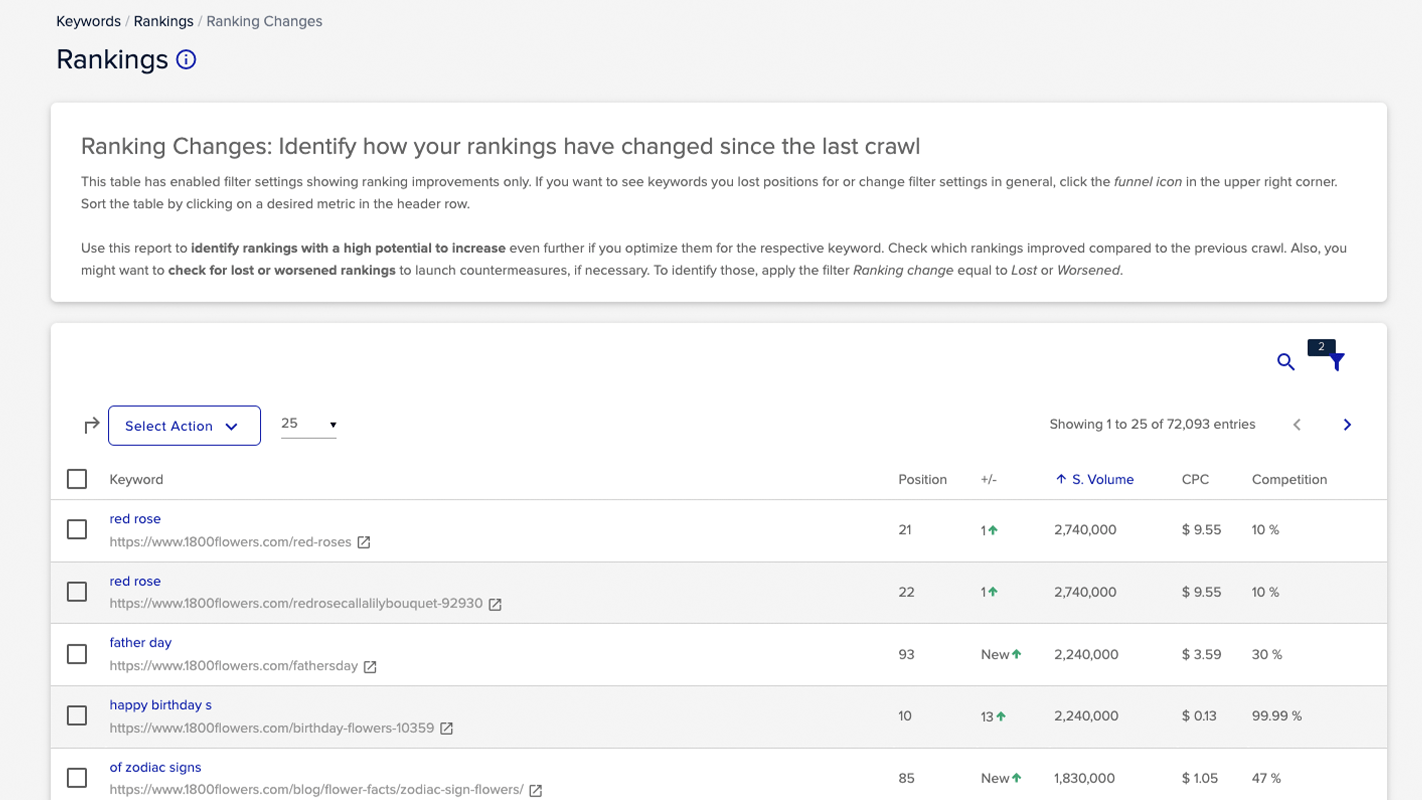 Keywords / Rankings / Ranking Changes
Rankings
Ranking Changes: Identify how your rankings have changed since the last crawl
This table has enabled filter settings showing ranking improvements only. If you want to see keywords you lost positions for or change filter settings in general, click the funnel icon in the upper right corner.
Sort the table by clicking on a desired metric in the header row.
Use this report to identify rankings with a high potential to increase even further if you optimize them for the respective keyword. Check which rankings improved compared to the previous crawl. Also, you
might want to check for lost or worsened rankings to launch countermeasures, if necessary. To identify those, apply the filter Ranking change equal to Lost or Worsened.
2
Select Action 25 Showing 1 to 25 of 72,093 entries
Keyword Position +/- S. Volume CPC Competition
red rose
https://www.1800flowers.com/red-roses
21 1 2,740,000 $ 9.55 10 %
red rose
https://www.1800flowers.com/redrosecallalilybouquet-92930
22 1 2,740,000 $ 9.55 10 %
father day
https://www.1800flowers.com/fathersday
93 New 2,240,000 $ 3.59 30 %
happy birthday s
https://www.1800flowers.com/birthday-flowers-10359
10 13 2,240,000 $ 0.13 99.99 %
of zodiac signs
https://www.1800flowers.com/blog/flower-facts/zodiac-sign-flowers/
85 New 1,830,000 $ 1.05 47 %